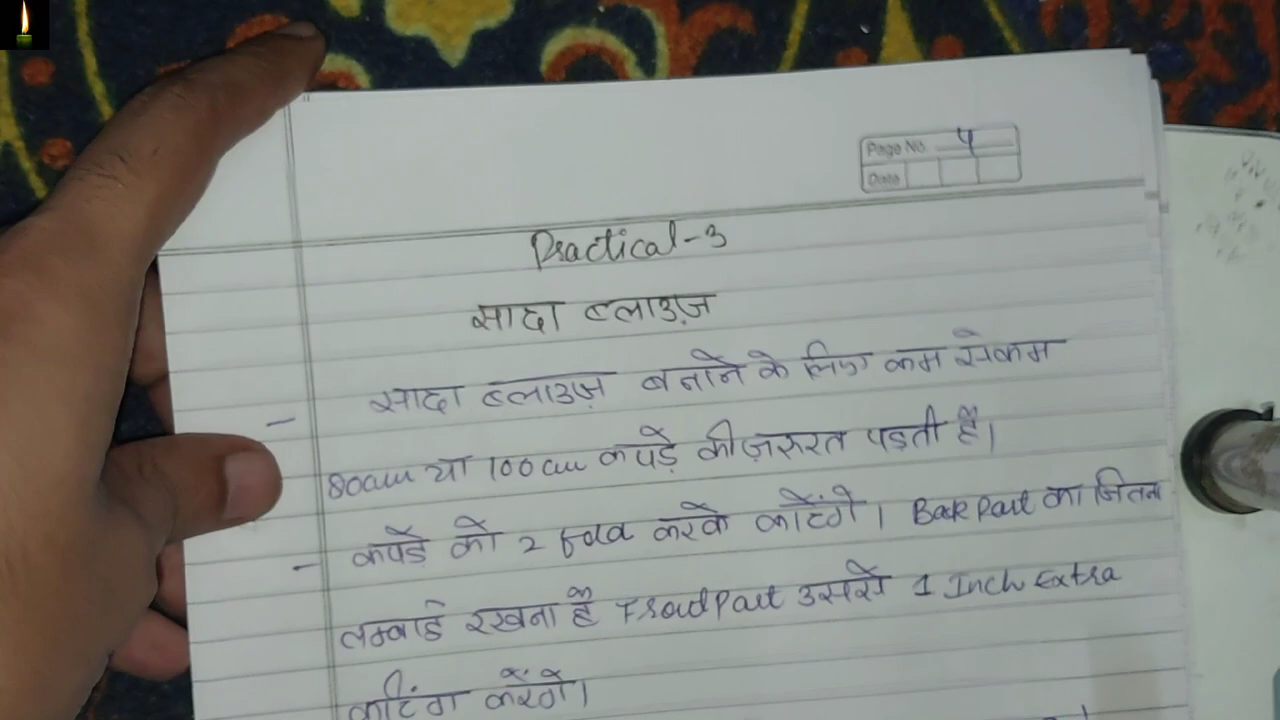 Page No. 4
Date
Practical-3
सादा ब्लाउज़
- सादा ब्लाउज़ बनाने के लिए कम से कम
80cm या 100cm कपड़े की ज़रुरत पड़ती है।
- कपड़े को 2 fold करके काटेंगे। Back Part का जितना
लम्बाई रखना है Front Part उससे 1 Inch Extra
कटिंग करेंगे।